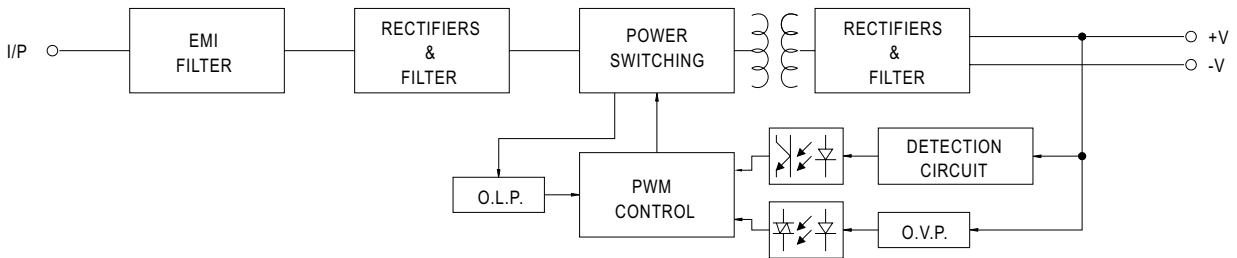 I/P
EMI
FILTER
RECTIFIERS
&
FILTER
POWER
SWITCHING
RECTIFIERS
&
FILTER
+V
-V
DETECTION
CIRCUIT
PWM
CONTROL
O.L.P.
O.V.P.